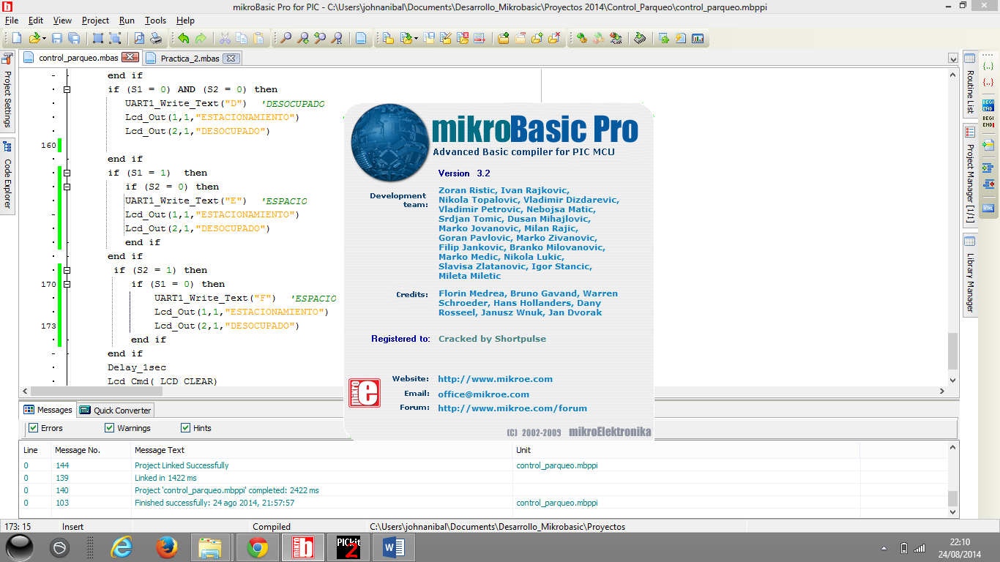 mikroBasic Pro for PIC - C:\Users\johnanibal\Documents\Desarrollo_Mikrobasic\Proyectos 2014\Control_Parqueo\control_parqueo.mbppi
File Edit View Project Run Tools Help
control_parqueo.mbas Practica_2.mbas
Project Settings
Code Explorer
end if
if (S1 = 0) AND (S2 = 0) then
UART1_Write_Text("D") 'DESOCUPADO
Lcd_Out(1,1,"ESTACIONAMIENTO")
Lcd_Out(2,1,"DESOCUPADO")
160
end if
if (S1 = 1) then
if (S2 = 0) then
UART1_Write_Text("E") 'ESPACIO
Lcd_Out(1,1,"ESTACIONAMIENTO")
Lcd_Out(2,1,"DESOCUPADO")
end if
end if
if (S2 = 1) then
170 if (S1 = 0) then
UART1_Write_Text("F") 'ESPACIO
Lcd_Out(1,1,"ESTACIONAMIENTO")
173 Lcd_Out(2,1,"DESOCUPADO")
end if
end if
Delay_1sec
Lcd_Cmd(_LCD_CLEAR)
mikroBasic Pro
Advanced Basic compiler for PIC MCU
Version 3.2
Development team:
Zoran Ristic, Ivan Rajkovic,
Nikola Topalovic, Vladimir Dizdarevic,
Vladimir Petrovic, Nebojsa Matic,
Srdjan Tomic, Dusan Mihajlovic,
Marko Jovanovic, Milan Rajic,
Goran Pavlovic, Marko Zivanovic,
Filip Jankovic, Branko Milovanovic,
Marko Medic, Nikola Lukic,
Slavisa Zlatanovic, Igor Stancic,
Mileta Miletic
Credits: Florin Medrea, Bruno Gavand, Warren
Schroeder, Hans Hollanders, Dany
Rosseel, Janusz Wnuk, Jan Dvorak
Registered to: Cracked by Shortpulse
MIKRO e
Website: http://www.mikroe.com
Email: office@mikroe.com
Forum: http://www.mikroe.com/forum
(C) 2002-2009 mikroElektronika
Routine List
Project Manager [1/1]
Library Manager
BEGI
END
BEGI
END
HTML
Messages Quick Converter
Errors Warnings Hints
Line Message No. Message Text Unit
0 144 Project Linked Successfully control_parqueo.mbppi
0 139 Linked in 1422 ms
0 140 Project 'control_parqueo.mbppi' completed: 2422 ms
0 103 Finished successfully: 24 ago 2014, 21:57:57 control_parqueo.mbppi
173: 15 Insert Compiled C:\Users\johnanibal\Documents\Desarrollo_Mikrobasic\Proyectos
PICkit 2
22:10
24/08/2014